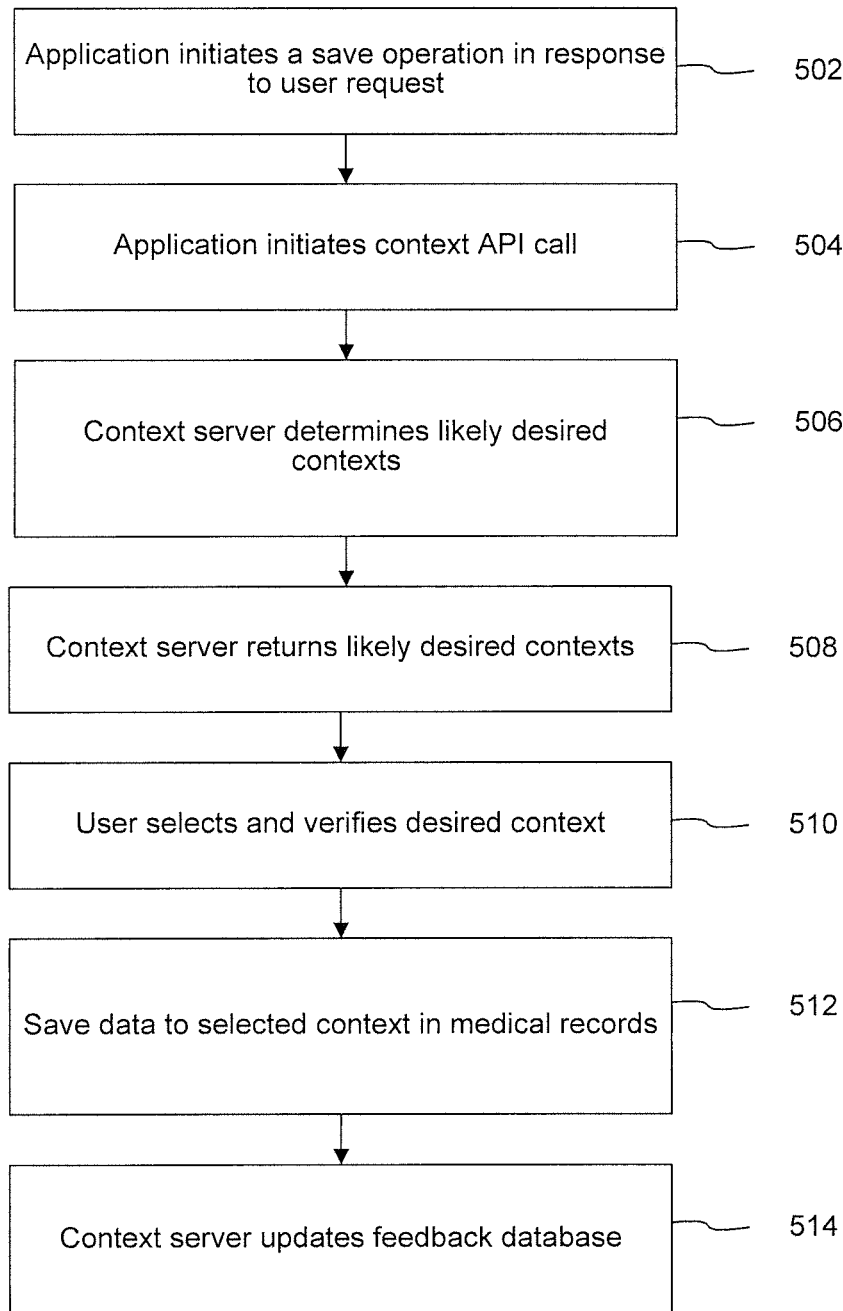 Application initiates a save operation in response
to user request
502
Application initiates context API call
504
Context server determines likely desired
contexts
506
Context server returns likely desired contexts
508
User selects and verifies desired context
510
Save data to selected context in medical records
512
Context server updates feedback database
514